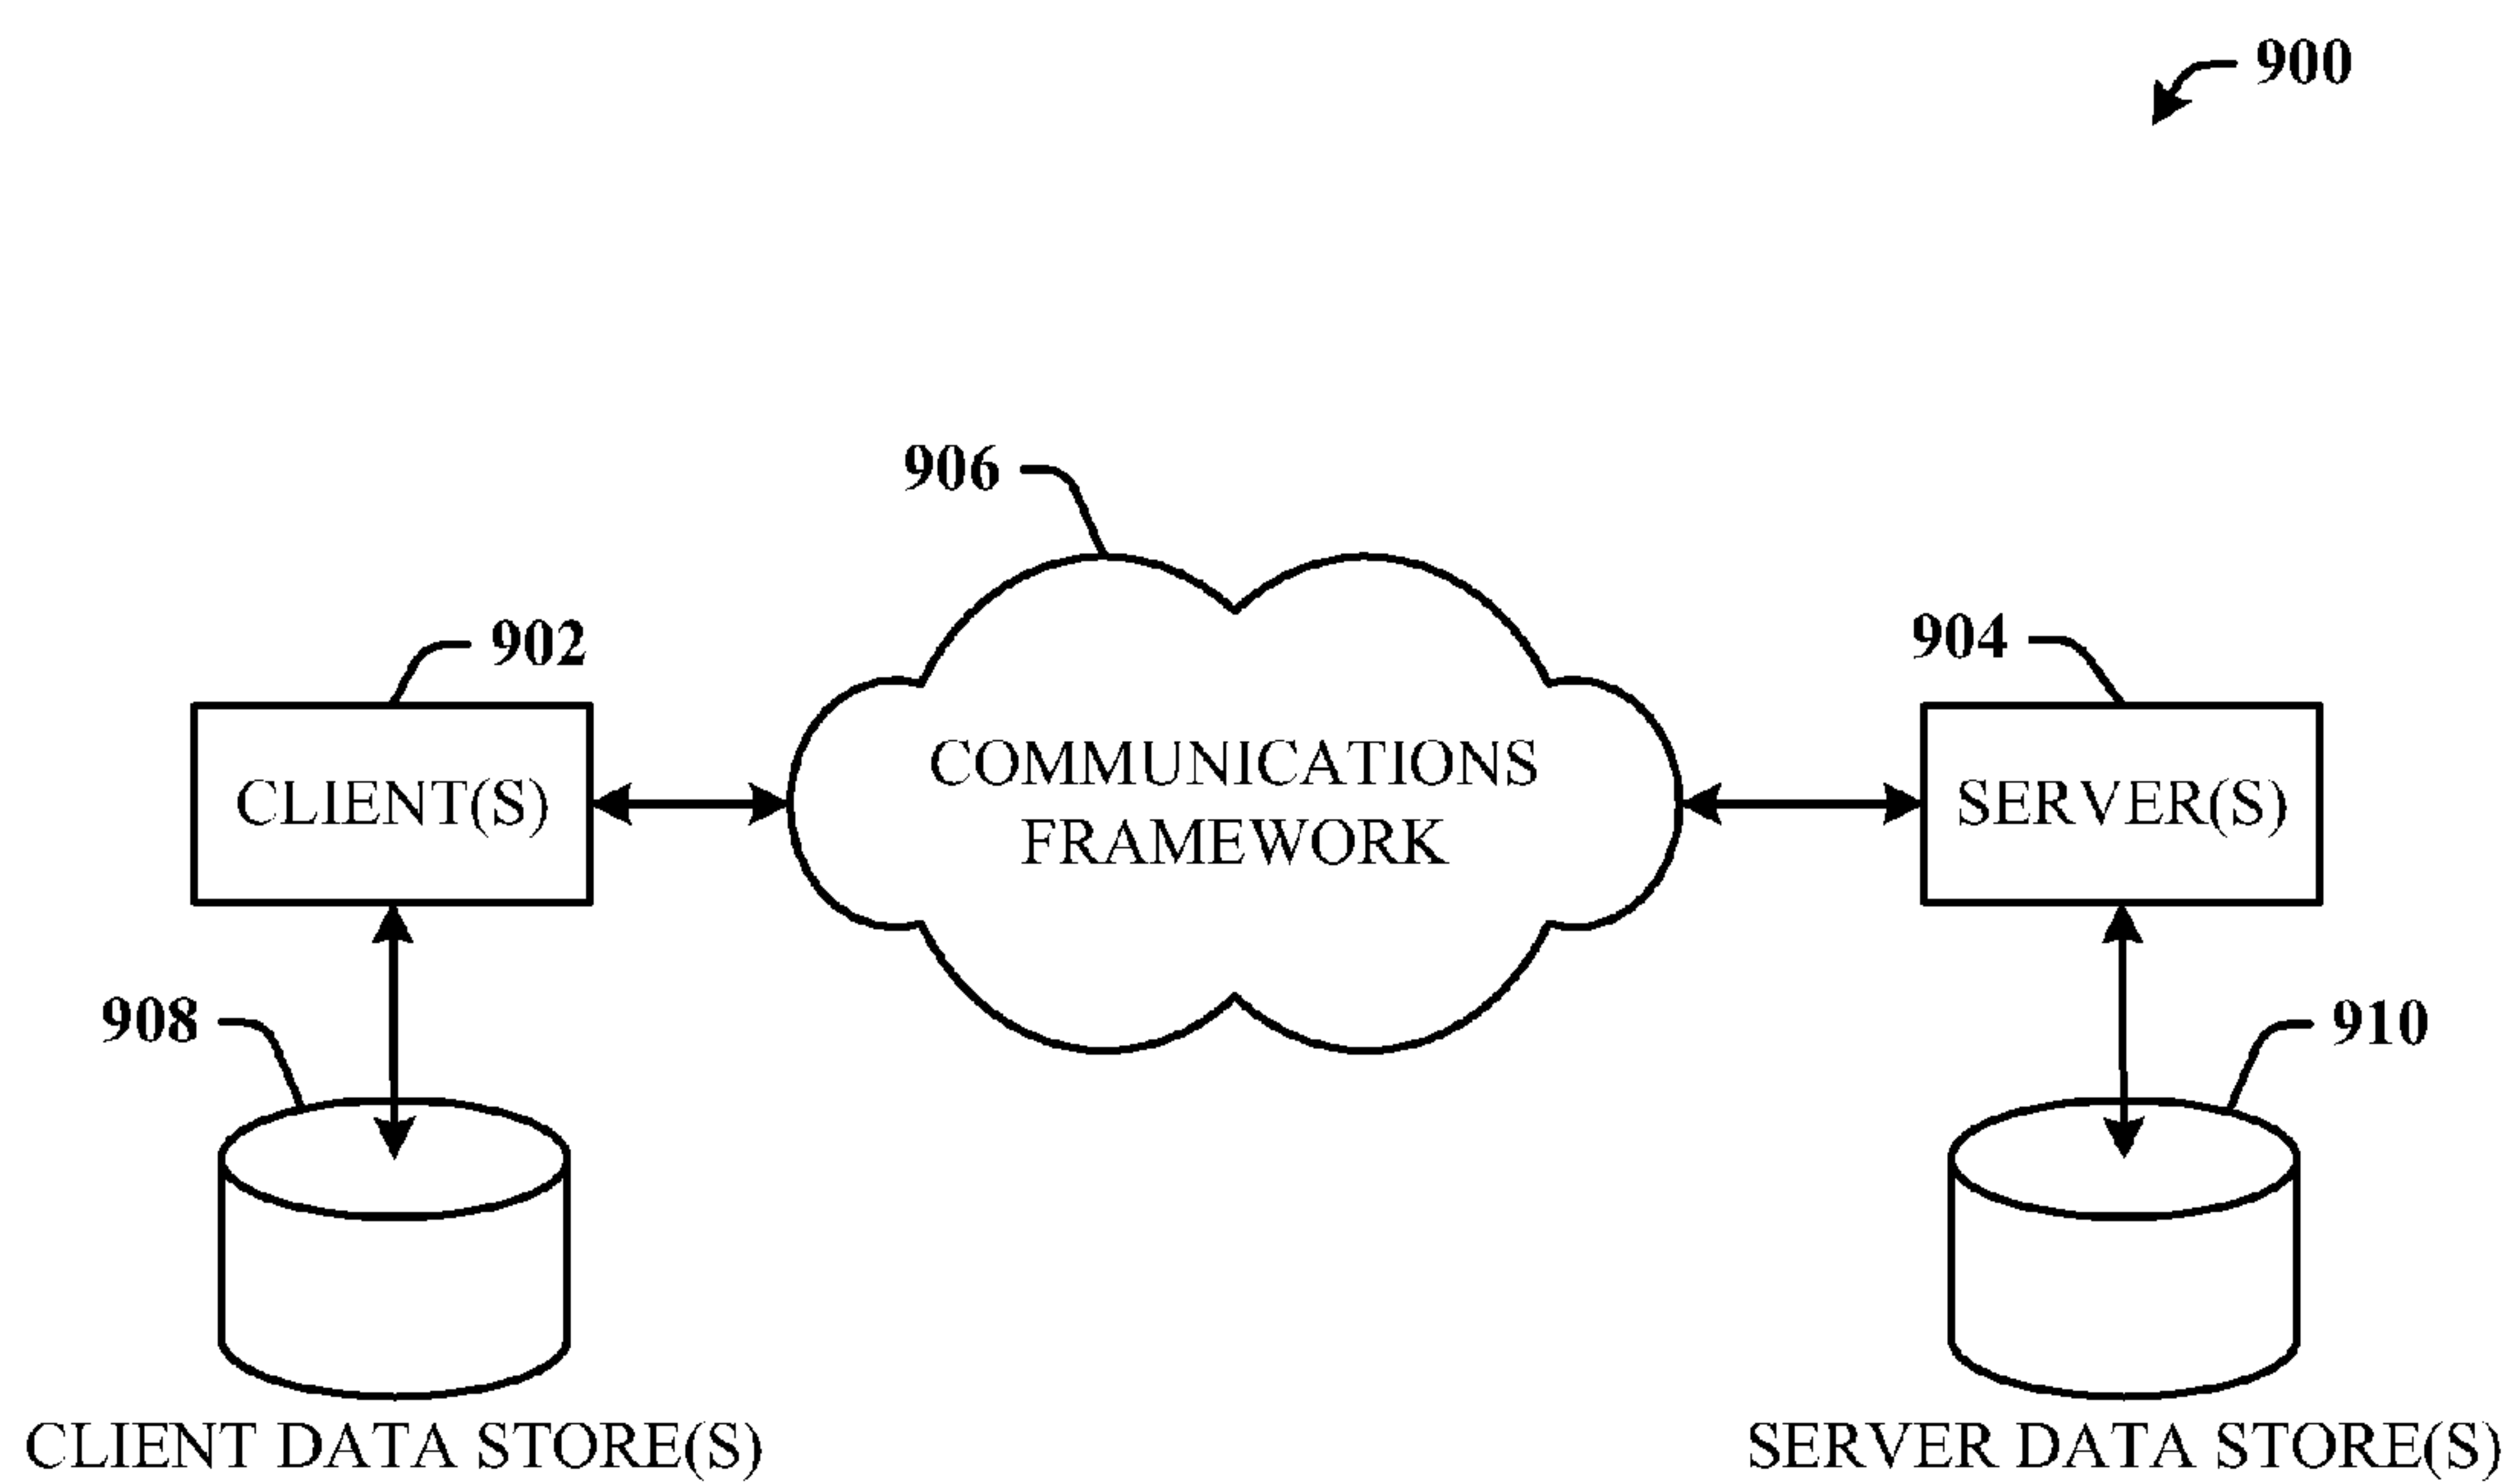 900
906
902
904
COMMUNICATIONS
FRAMEWORK
CLIENT(S)
SERVER(S)
908
910
CLIENT DATA STORE(S)
SERVER DATA STORE(S)